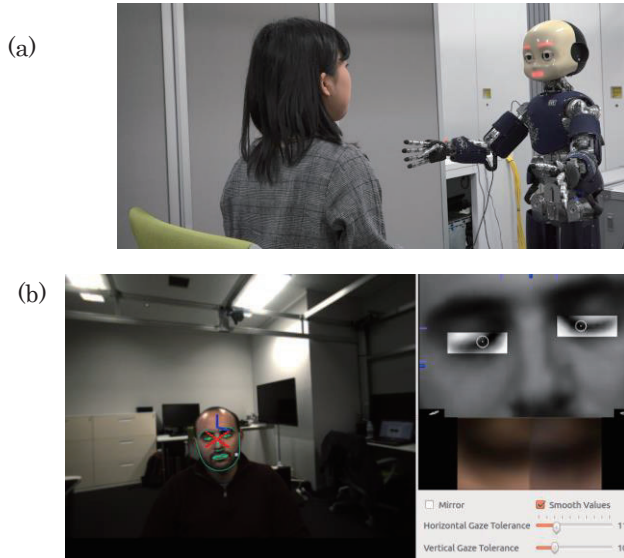 (a)
(b)
Mirror
Smooth Values
Horizontal Gaze Tolerance
Vertical Gaze Tolerance